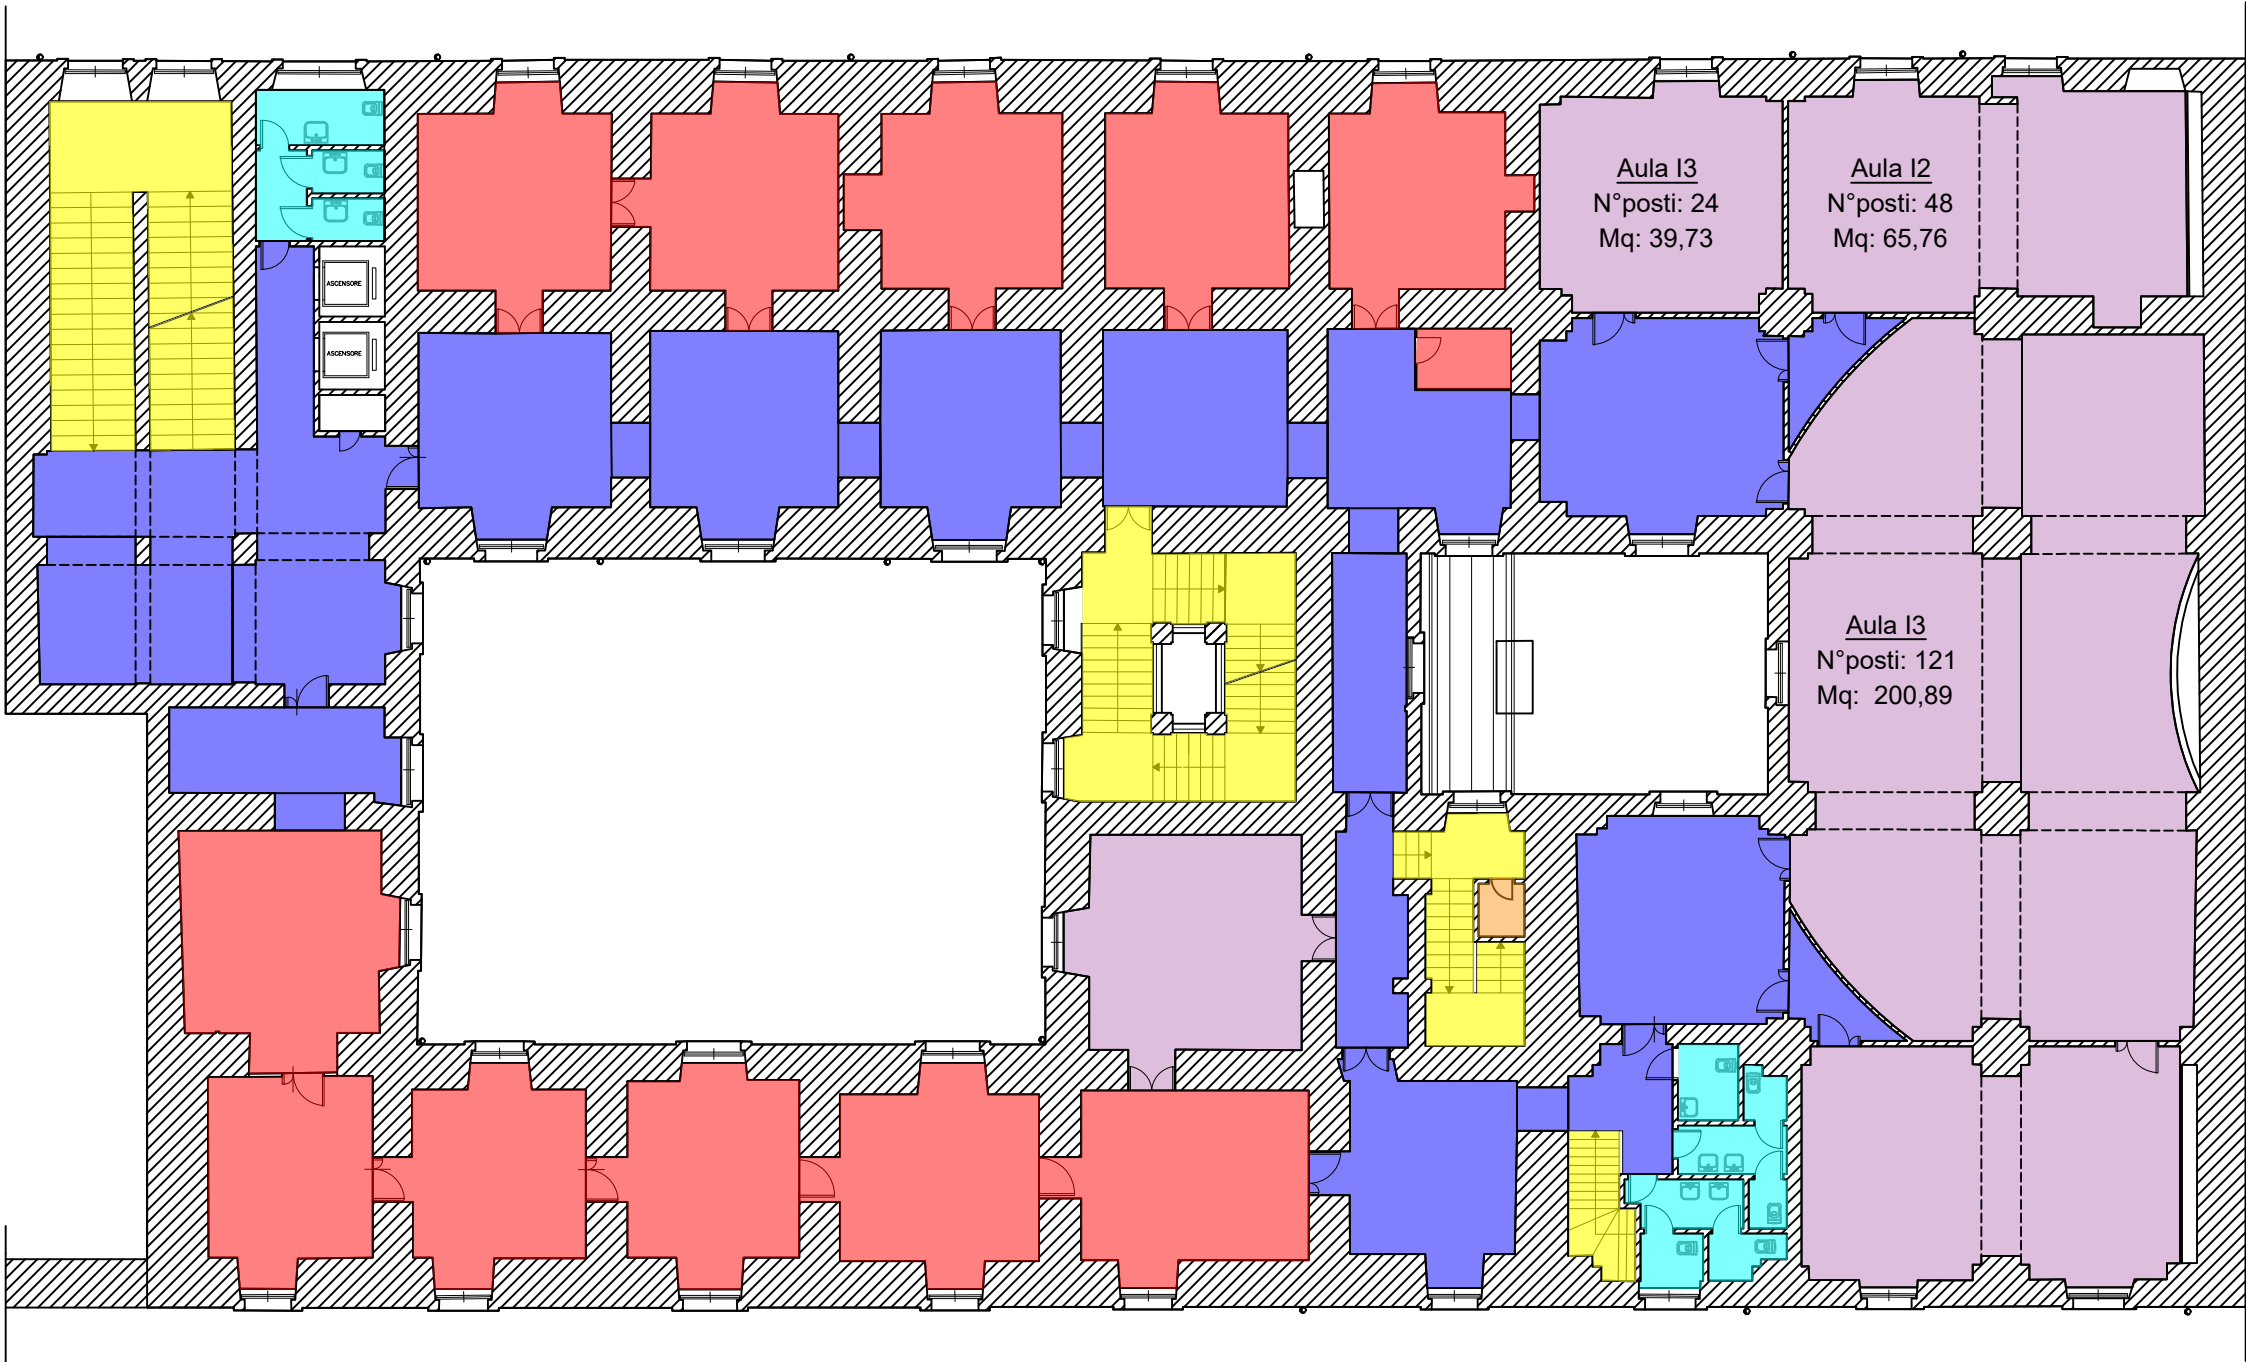 Aula I3
N°posti: 24
Mq: 39,73
Aula I2
N°posti: 48
Mq: 65,76
ASCENSORE
ASCENSORE
Aula I3
N°posti: 121
Mq: 200,89